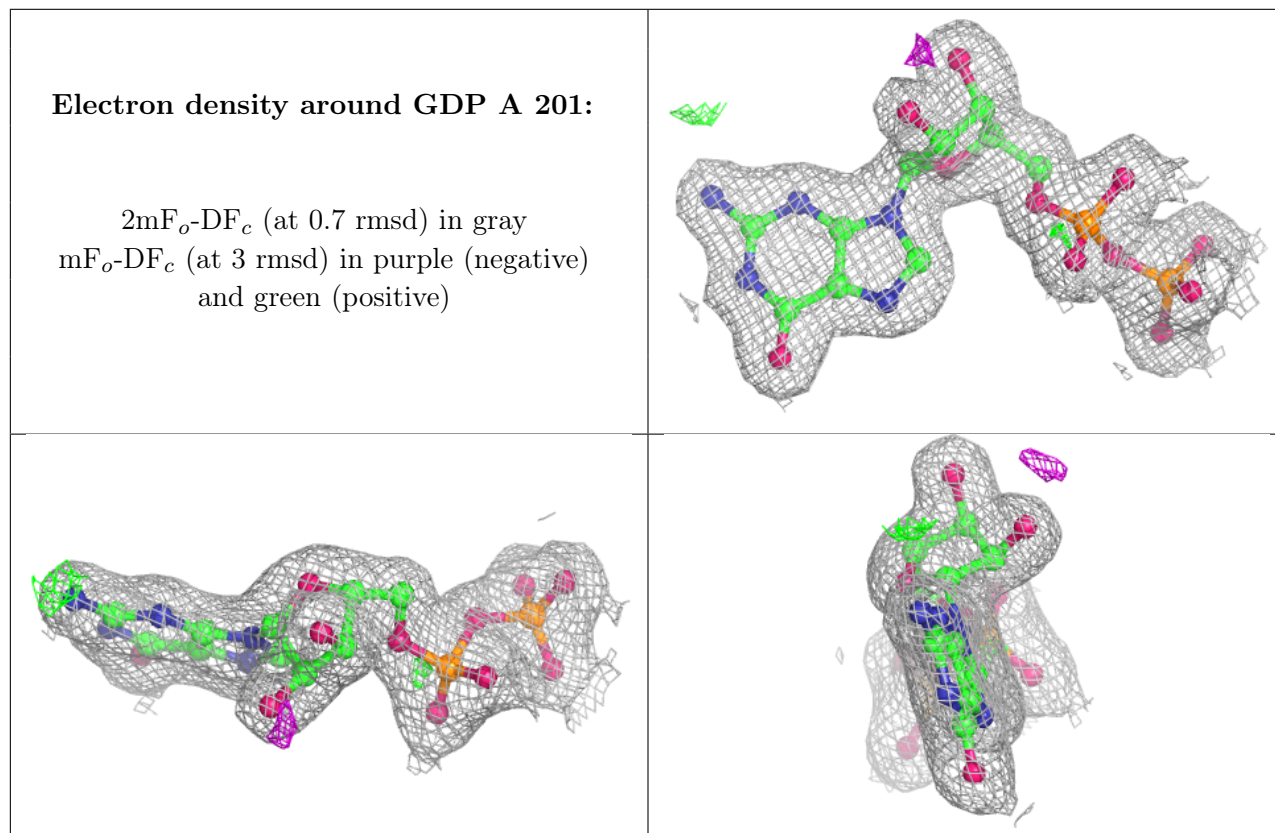 Electron density around GDP A 201:
2mFo-DFc (at 0.7 rmsd) in gray
mFo-DFc (at 3 rmsd) in purple (negative)
and green (positive)